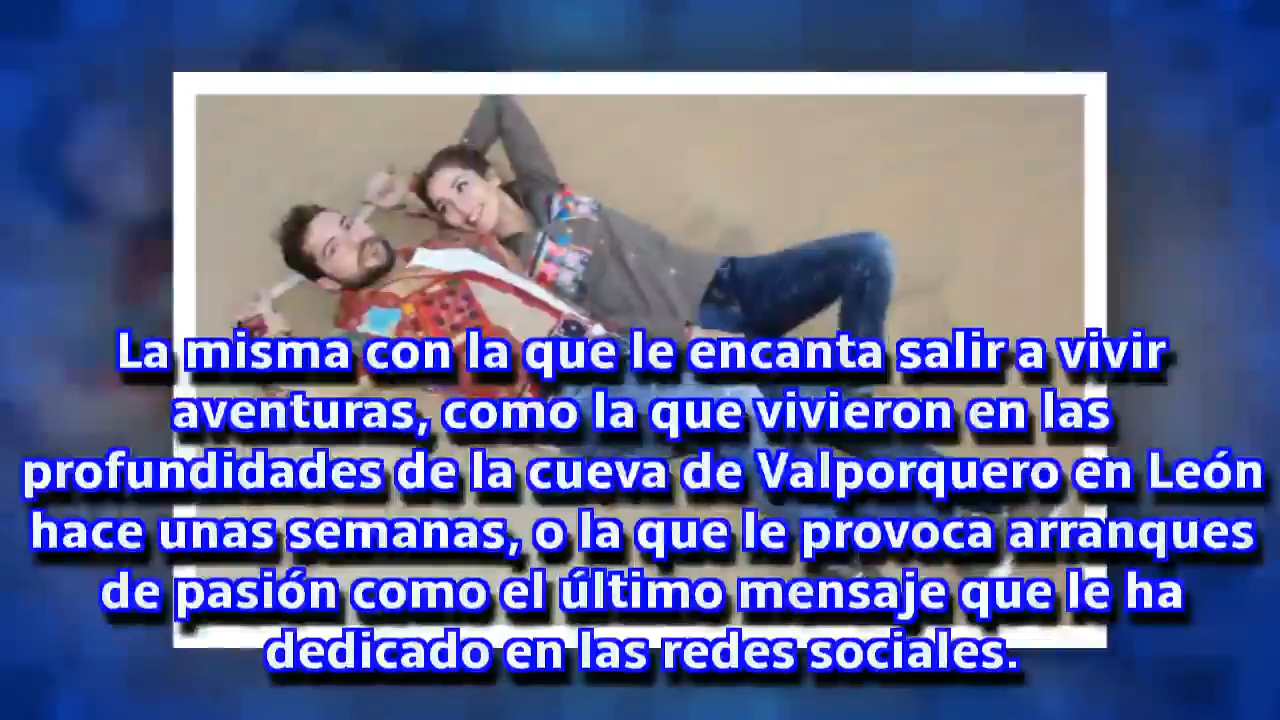 La misma con la que le encanta salir a vivir
aventuras, como la que vivieron en las
profundidades de la cueva de Valporquero en León
hace unas semanas, o la que le provoca arranques
de pasión como el último mensaje que le ha
dedicado en las redes sociales.